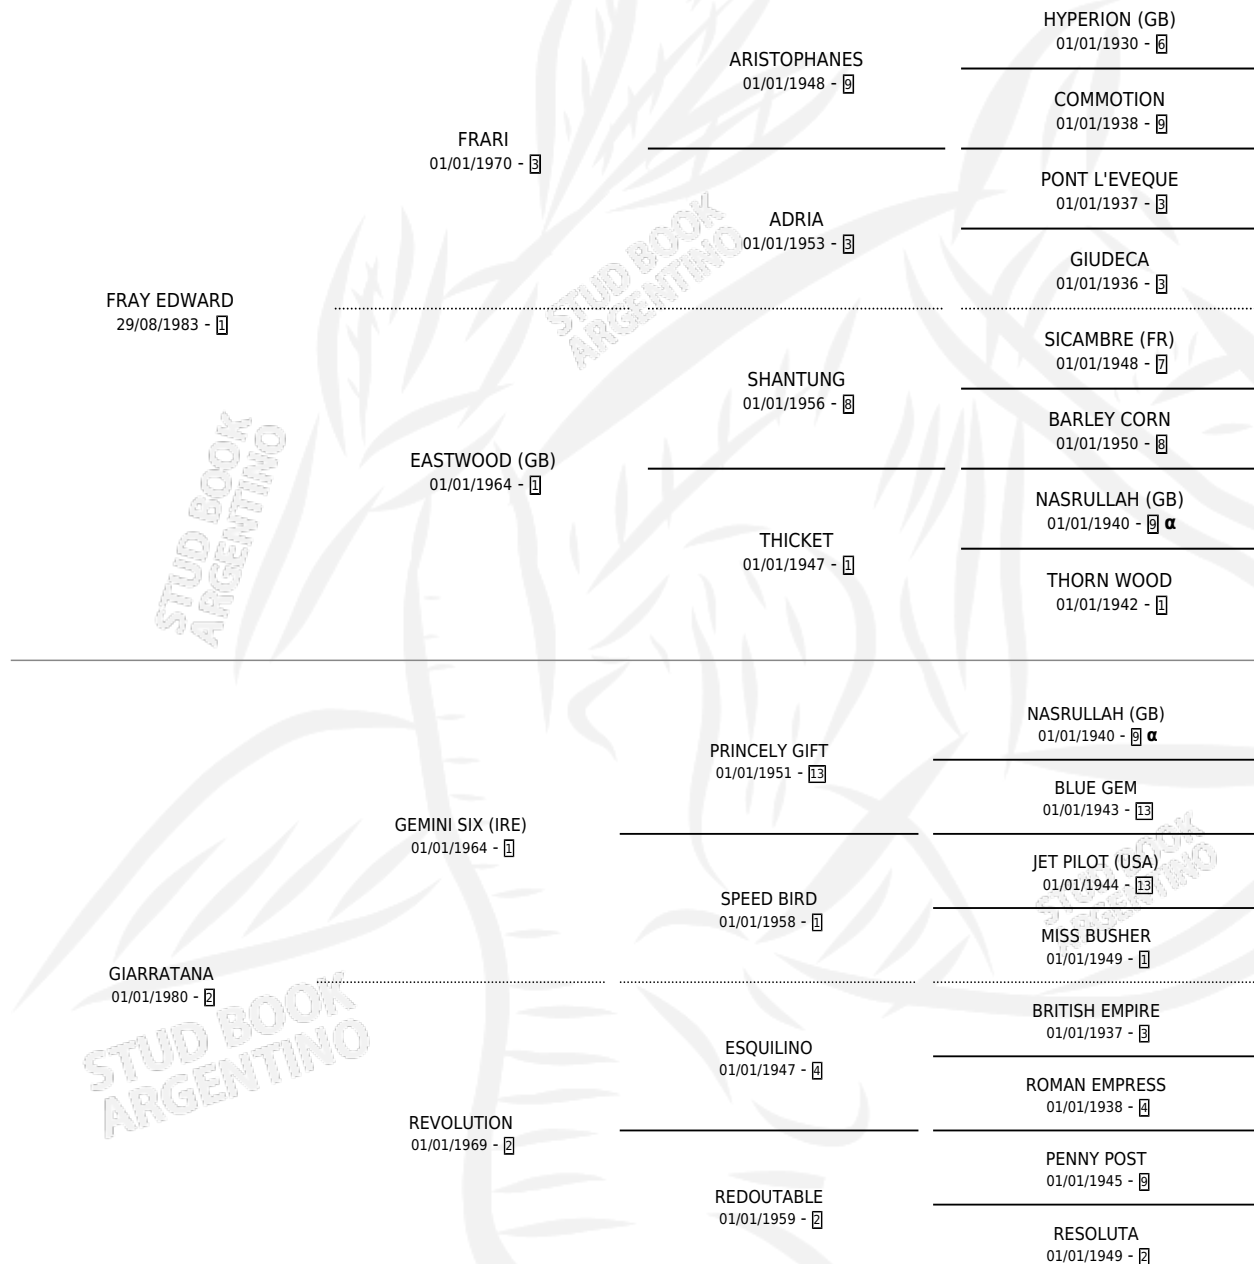 HYPERION (GB)
01/01/1930 - 6
ARISTOPHANES
01/01/1948 - 9
COMMOTION
01/01/1938 - 9
FRARI
01/01/1970 - 3
PONT L'EVEQUE
01/01/1937 - 3
ADRIA
01/01/1953 - 3
GIUDECA
01/01/1936 - 3
FRAY EDWARD
29/08/1983 - 1
SICAMBRE (FR)
01/01/1948 - 7
SHANTUNG
01/01/1956 - 8
BARLEY CORN
01/01/1950 - 8
EASTWOOD (GB)
01/01/1964 - 1
NASRULLAH (GB)
01/01/1940 - 9 α
THICKET
01/01/1947 - 1
THORN WOOD
01/01/1942 - 1
NASRULLAH (GB)
01/01/1940 - 9 α
PRINCELY GIFT
01/01/1951 - 13
BLUE GEM
01/01/1943 - 13
GEMINI SIX (IRE)
01/01/1964 - 1
JET PILOT (USA)
01/01/1944 - 13
SPEED BIRD
01/01/1958 - 1
MISS BUSHER
01/01/1949 - 1
GIARRATANA
01/01/1980 - 2
BRITISH EMPIRE
01/01/1937 - 3
ESQUILINO
01/01/1947 - 4
ROMAN EMPRESS
01/01/1938 - 4
REVOLUTION
01/01/1969 - 2
PENNY POST
01/01/1945 - 9
REDOUTABLE
01/01/1959 - 2
RESOLUTA
01/01/1949 - 2
STUD BOOK
ARGENTINO
STUD BOOK
ARGENTINO
STUD BOOK
ARGENTINO
STUD BOOK
ARGENTINO